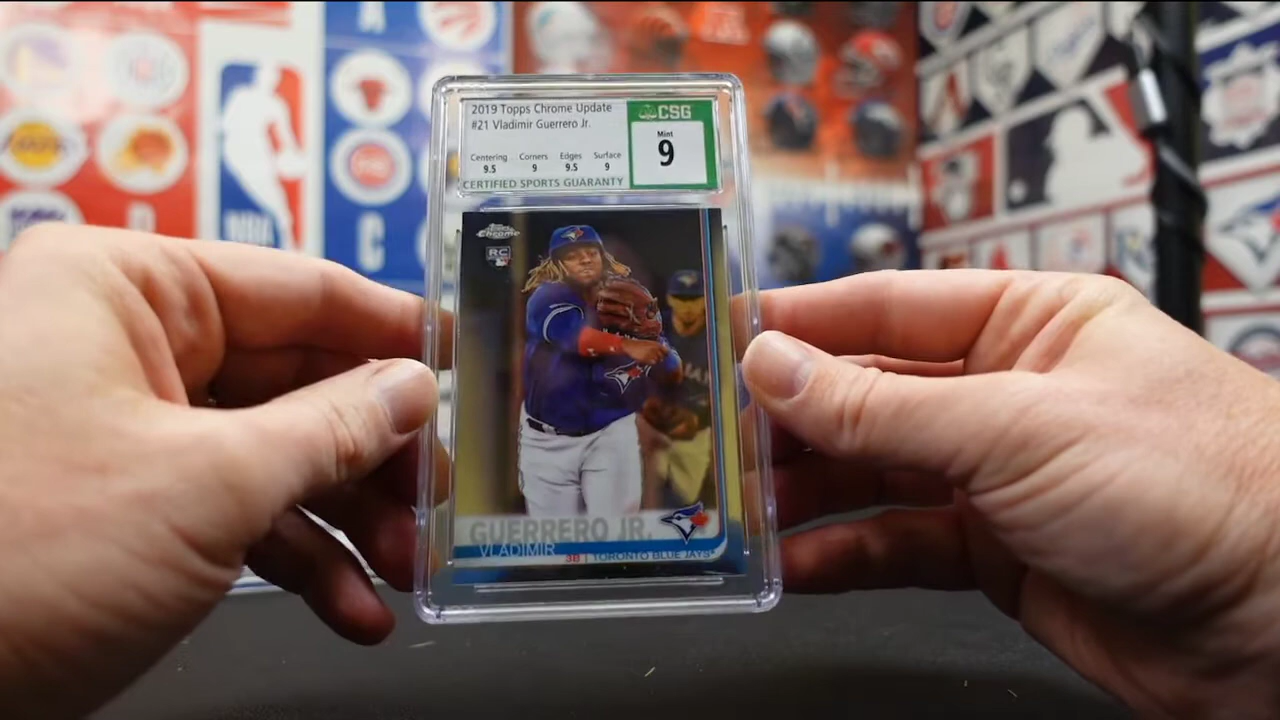 2019 Topps Chrome Update
#21 Vladimir Guerrero Jr.
Centering Corners Edges Surface
9.5 9 9.5 9
CERTIFIED SPORTS GUARANTY
CSG
Mint
9
Topps
Chrome
RC
GUERRERO JR.
VLADIMIR
3B | TORONTO BLUE JAYS
NBA
A
C